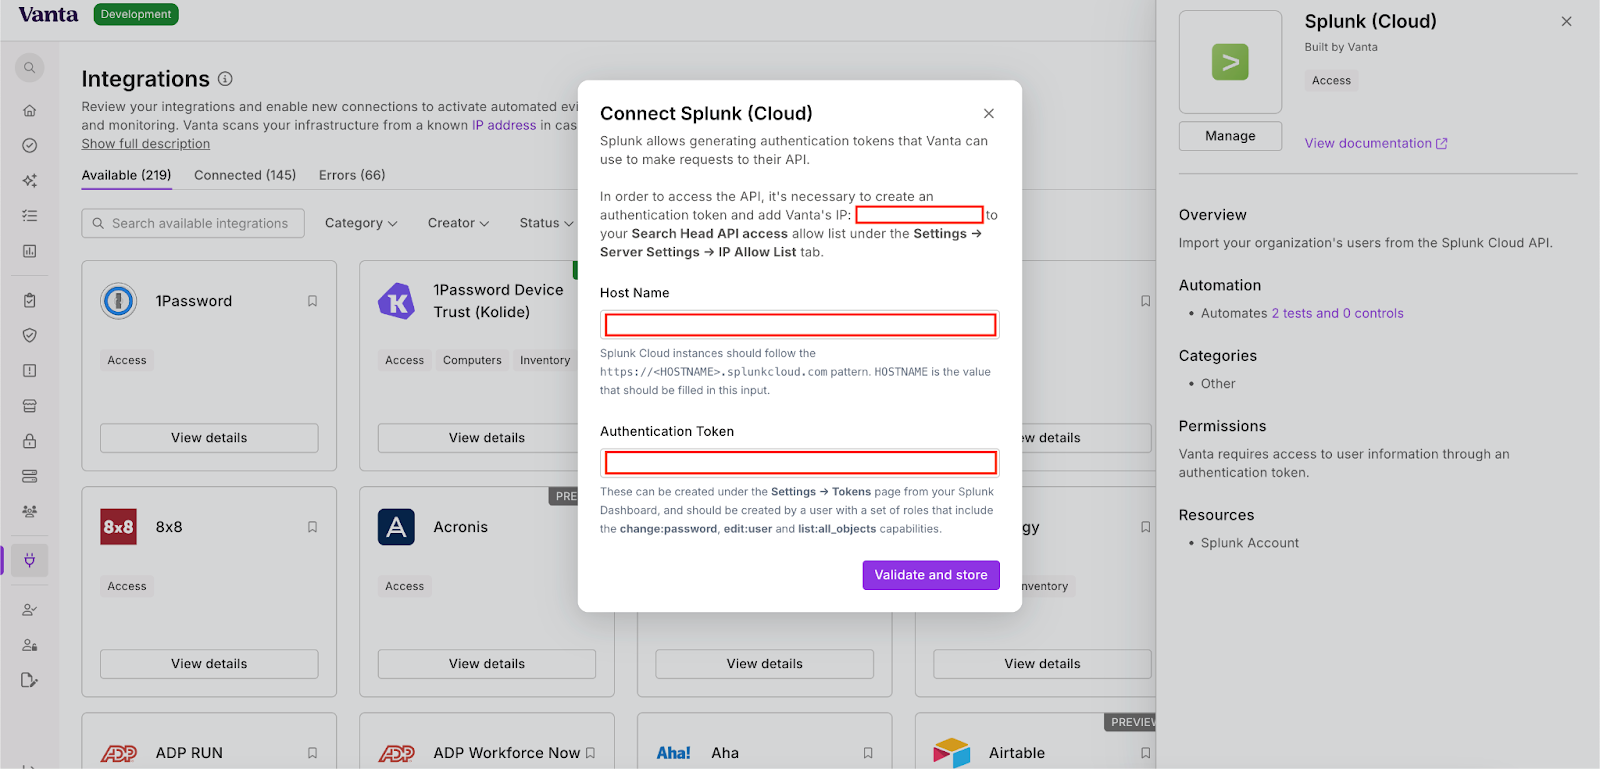 Vanta
Development
Integrations
Review your integrations and enable new connections to activate automated evi
and monitoring. Vanta scans your infrastructure from a known IP address in cas
Show full description
Available (219)
Connected (145)
Errors (66)
Search available integrations
Category
Creator
Status
1Password
Access
View details
1Password Device
Trust (Kolide)
Access
Computers
Inventory
View details
w details
8x8
8x8
Access
View details
PRE
A
Acronis
Access
View details
View details
gy
nventory
View details
ADP
ADP RUN
ADP
ADP Workforce Now
Aha!
Aha
PREVIEW
Airtable
Connect Splunk (Cloud)
Splunk allows generating authentication tokens that Vanta can
use to make requests to their API.
In order to access the API, it's necessary to create an
authentication token and add Vanta's IP: to
your Search Head API access allow list under the Settings →
Server Settings → IP Allow List tab.
Host Name
Splunk Cloud instances should follow the
https://<HOSTNAME>.splunkcloud.com pattern. HOSTNAME is the value
that should be filled in this input.
Authentication Token
These can be created under the Settings → Tokens page from your Splunk
Dashboard, and should be created by a user with a set of roles that include
the change:password, edit:user and list:all_objects capabilities.
Validate and store
Splunk (Cloud)
Built by Vanta
Access
Manage
View documentation
Overview
Import your organization's users from the Splunk Cloud API.
Automation
• Automates 2 tests and 0 controls
Categories
• Other
Permissions
Vanta requires access to user information through an
authentication token.
Resources
• Splunk Account